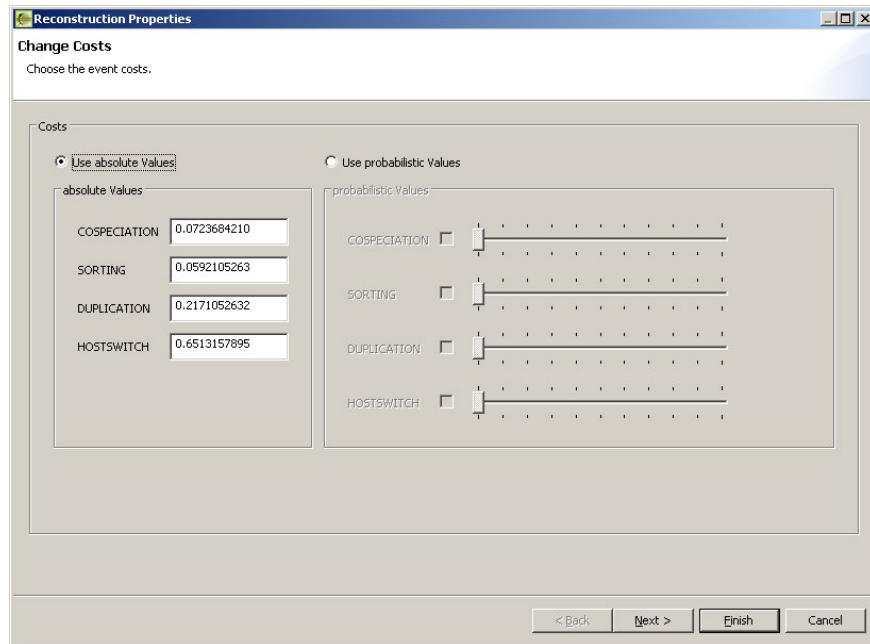 Reconstruction Properties
Change Costs
Choose the event costs.
Costs
Use absolute Values
Use probabilistic Values
absolute Values
COSPECIATION 0.0723684210
SORTING 0.0592105263
DUPLICATION 0.2171052632
HOSTSWITCH 0.6513157895
probabilistic Values
COSPECIATION
SORTING
DUPLICATION
HOSTSWITCH
< Back Next > Finish Cancel